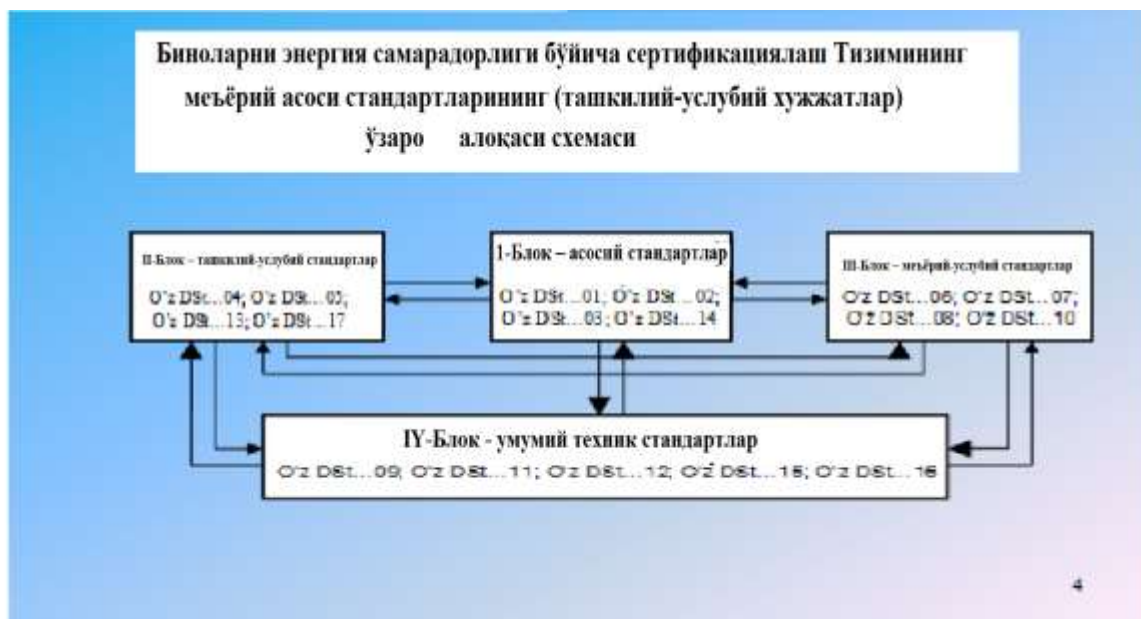 Биноларни энергия самарадорлиги бўйича сертификациялаш Тизимининг
меъёрий асоси стандартларининг (ташкилий-услубий хужжатлар)
ўзаро алоқаси схемаси
II-Блок – ташкилий-услубий стандартлар
O'z DSt...04; O'z DSt...05;
O'z DSt...13; O'z DSt...17
I-Блок – асосий стандартлар
O'z DSt...01; O'z DSt...02;
O'z DSt...03; O'z DSt...14
III-Блок – меъёрий-услубий стандартлар
O'z DSt...06; O'z DSt...07;
O'z DSt...08; O'z DSt...10
IY-Блок - умумий техник стандартлар
O'z DSt...09; O'z DSt...11; O'z DSt...12; O'z DSt...15; O'z DSt...16
4